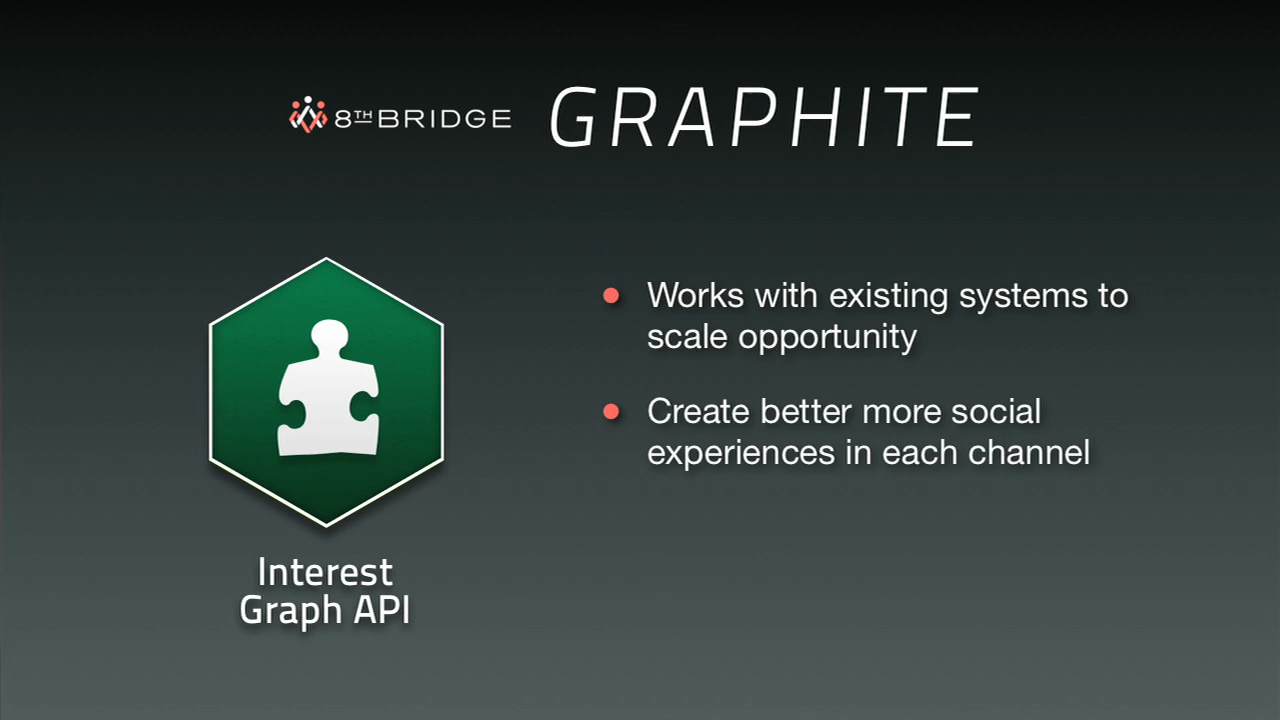 8TH BRIDGE GRAPHITE
Works with existing systems to
scale opportunity
Create better more social
experiences in each channel
Interest
Graph API